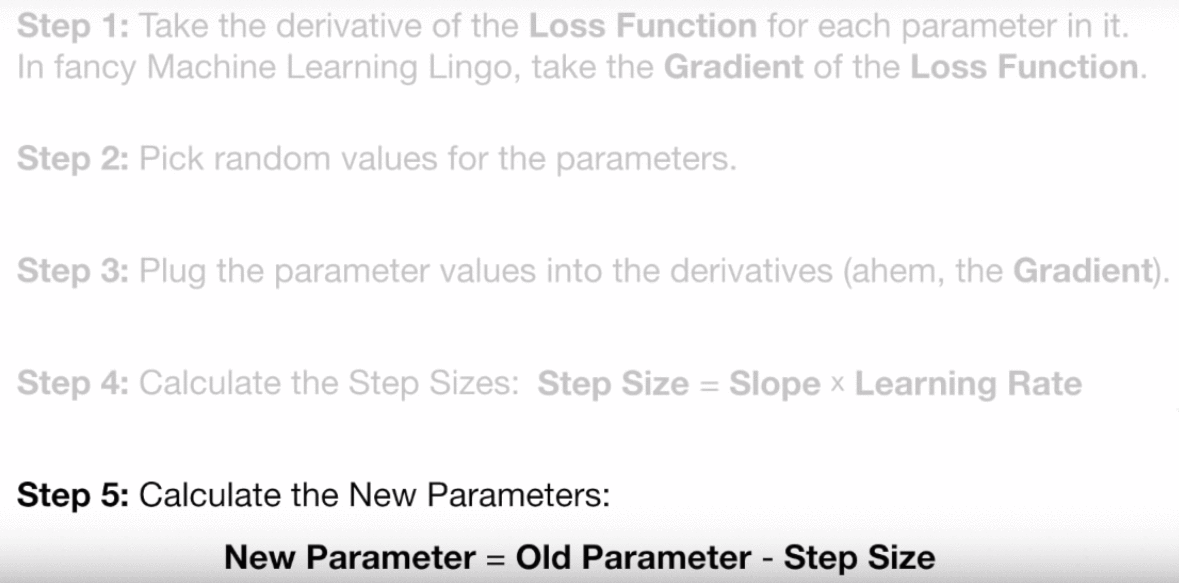 Step 1: Take the derivative of the Loss Function for each parameter in it.
In fancy Machine Learning Lingo, take the Gradient of the Loss Function.
Step 2: Pick random values for the parameters.
Step 3: Plug the parameter values into the derivatives (ahem, the Gradient).
Step 4: Calculate the Step Sizes: Step Size = Slope × Learning Rate
Step 5: Calculate the New Parameters:
New Parameter = Old Parameter - Step Size